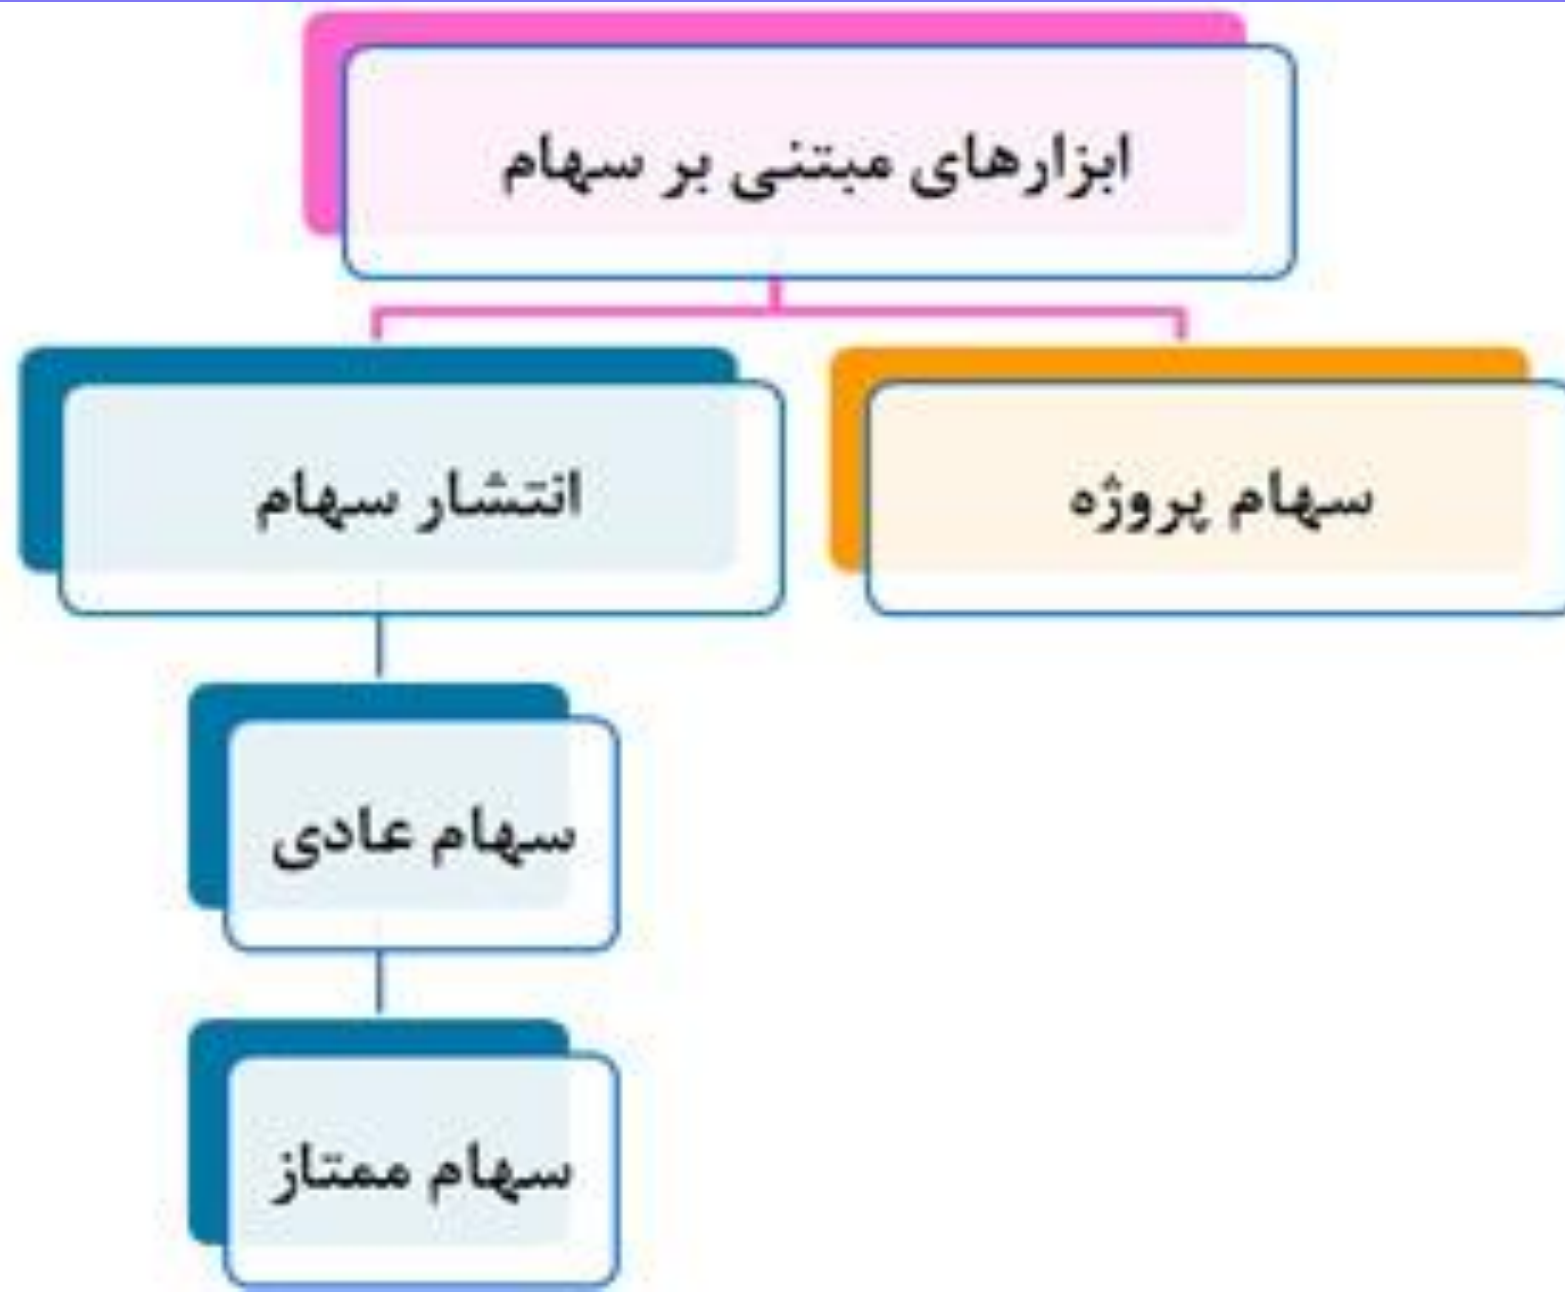 ابزارهای مبتنی بر سهام
سهام پروژه
انتشار سهام
سهام عادی
سهام ممتاز